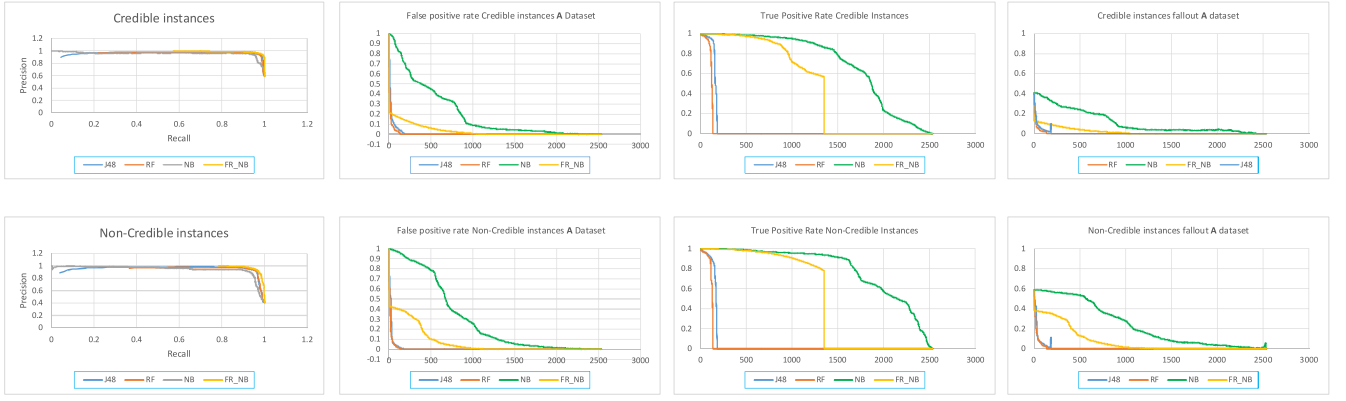 Credible instances
1.2
1
0.8
0.6
0.4
0.2
0
Precision
0 0.2 0.4 0.6 0.8 1 1.2
Recall
J48 RF NB FR_NB
False positive rate Credible instances A Dataset
1
0.9
0.8
0.7
0.6
0.5
0.4
0.3
0.2
0.1
0
-0.1
0 500 1000 1500 2000 2500 3000
J48 RF NB FR_NB
True Positive Rate Credible Instances
1
0.8
0.6
0.4
0.2
0
0 500 1000 1500 2000 2500 3000
J48 RF NB FR_NB
Credible instances fallout A dataset
1
0.8
0.6
0.4
0.2
0
0 500 1000 1500 2000 2500 3000
RF NB FR_NB J48
Non-Credible instances
1.2
1
0.8
0.6
0.4
0.2
0
Precision
0 0.2 0.4 0.6 0.8 1 1.2
Recall
J48 RF NB FR_NB
False positive rate Non-Credible instances A Dataset
1
0.9
0.8
0.7
0.6
0.5
0.4
0.3
0.2
0.1
0
-0.1
0 500 1000 1500 2000 2500 3000
J48 RF NB FR_NB
True Positive Rate Non-Credible Instances
1
0.8
0.6
0.4
0.2
0
0 500 1000 1500 2000 2500 3000
J48 RF NB FR_NB
Non-Credible instances fallout A dataset
1
0.8
0.6
0.4
0.2
0
0 500 1000 1500 2000 2500 3000
J48 RF NB FR_NB